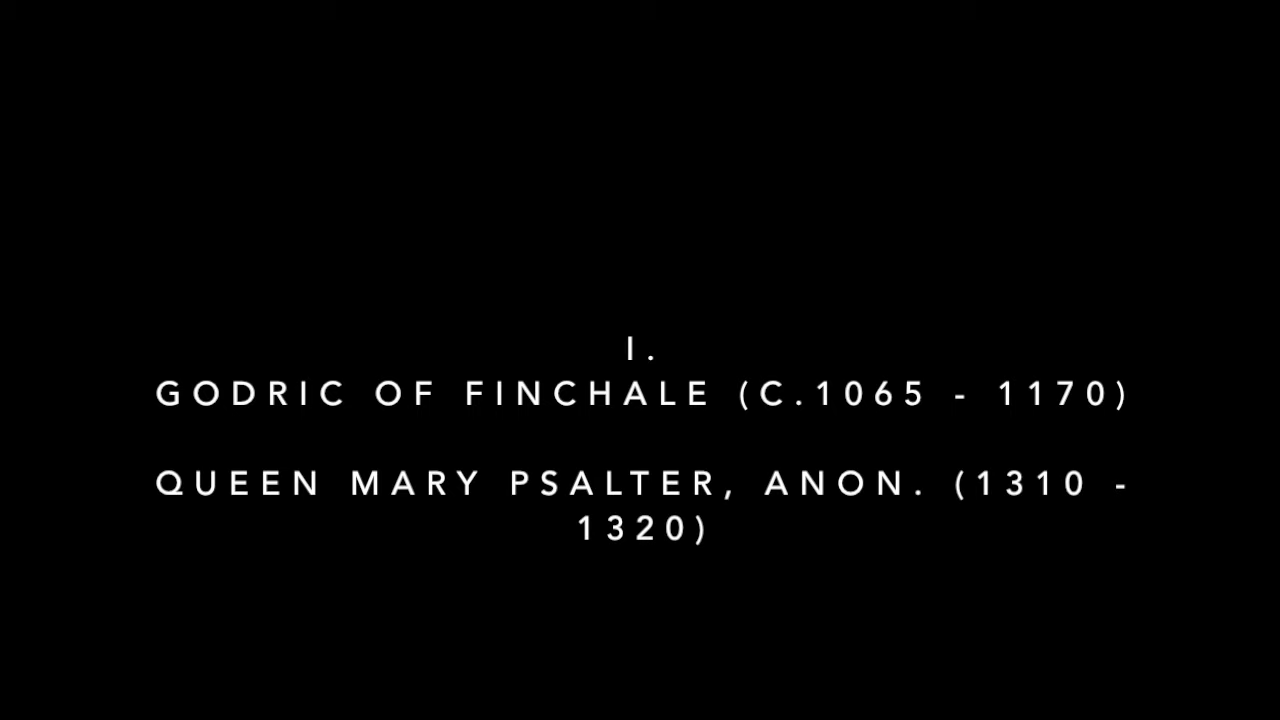 I.
GODRIC OF FINCHALE (C.1065 - 1170)
QUEEN MARY PSALTER, ANON. (1310 -
1320)